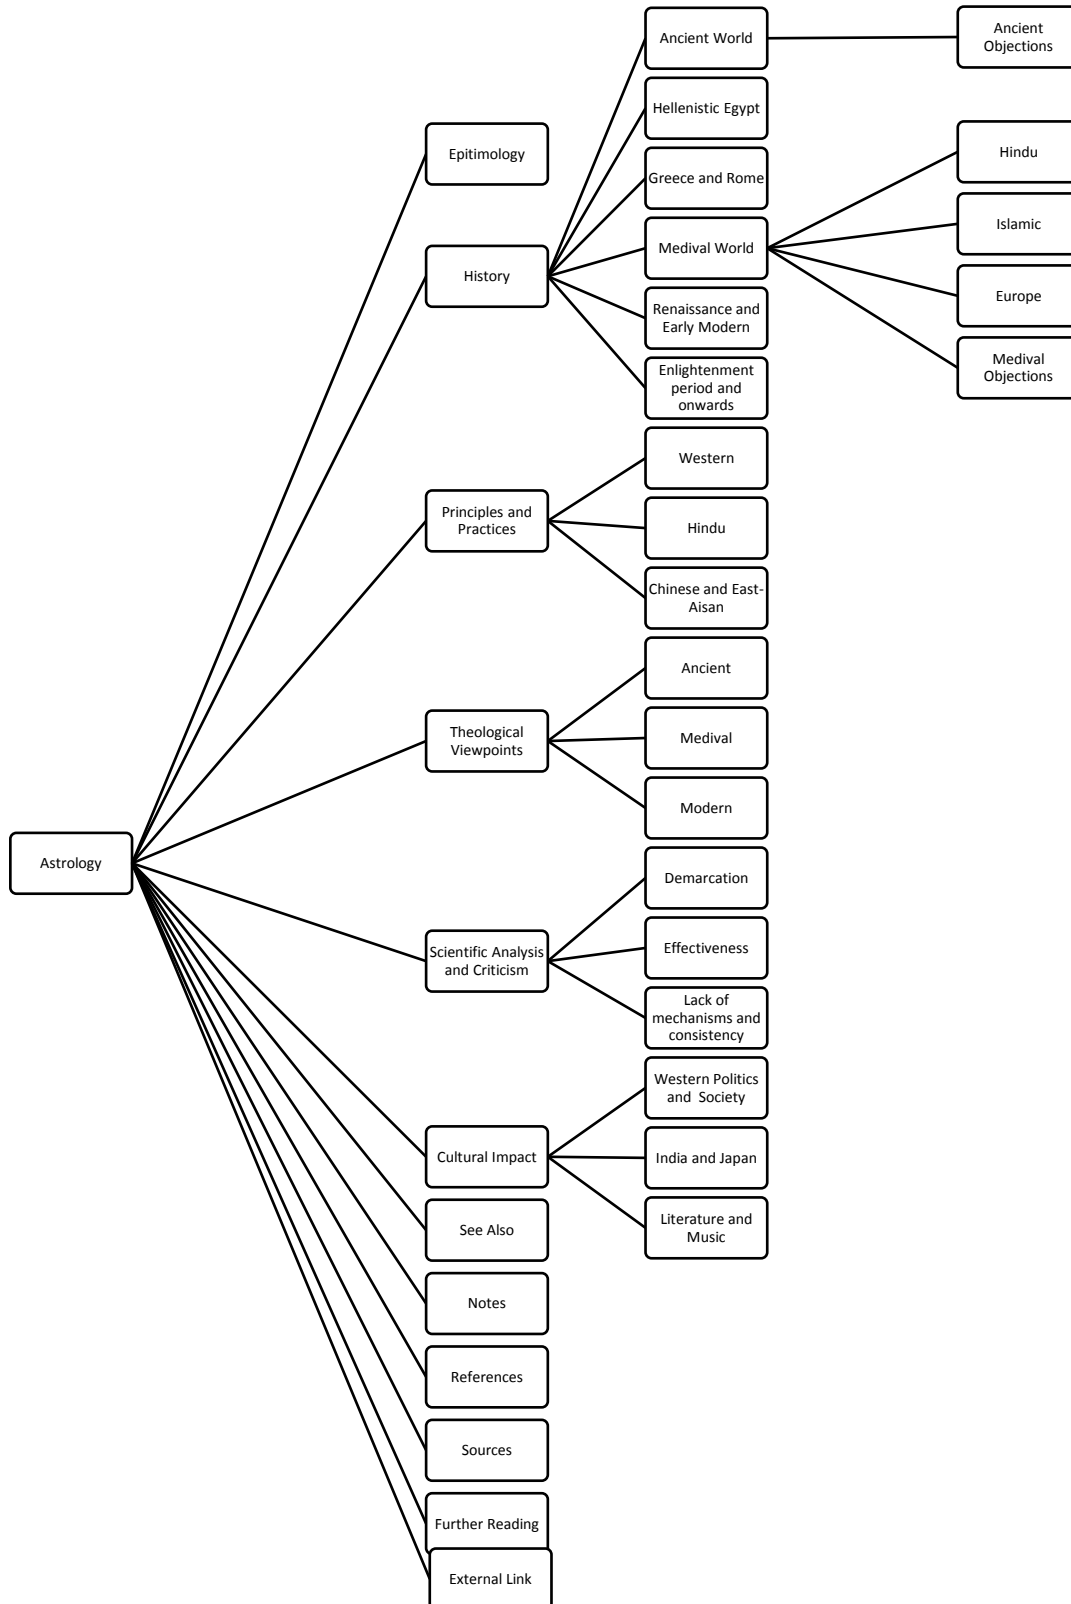 Ancient World
Ancient
Objections
Hellenistic Egypt
Epitimology
Hindu
Greece and Rome
Islamic
Medival World
History
Europe
Renaissance and
Early Modern
Medival
Objections
Enlightenment
period and
onwards
Western
Principles and
Practices
Hindu
Chinese and East-
Aisan
Ancient
Theological
Viewpoints
Medival
Modern
Astrology
Demarcation
Scientific Analysis
and Criticism
Effectiveness
Lack of
mechanisms and
consistency
Western Politics
and  Society
Cultural Impact
India and Japan
See Also
Literature and
Music
Notes
References
Sources
Further Reading
External Link